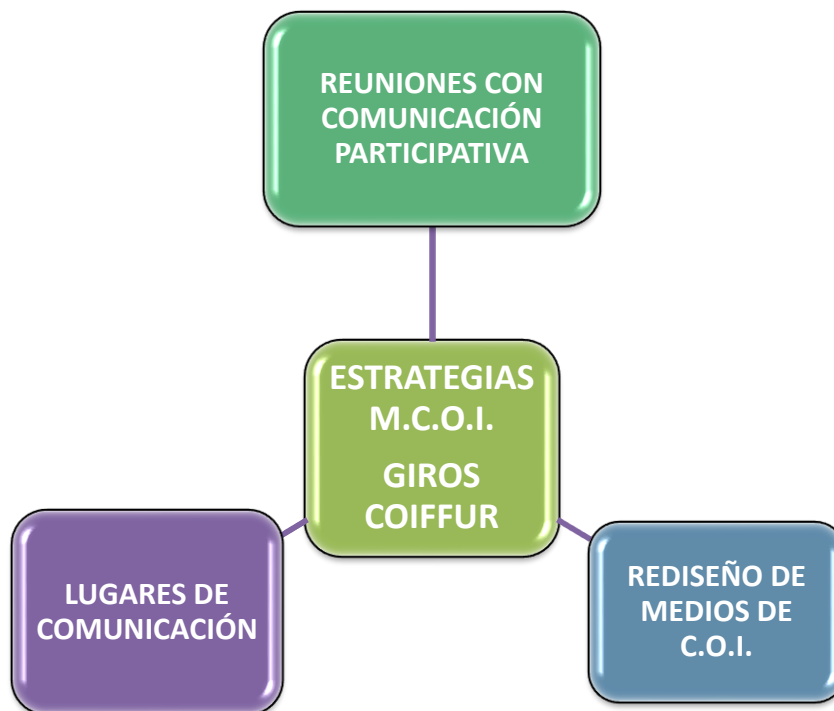 REUNIONES CON
COMUNICACIÓN
PARTICIPATIVA
ESTRATEGIAS
M.C.O.I.
GIROS
COIFFUR
LUGARES DE
COMUNICACIÓN
REDISEÑO DE
MEDIOS DE
C.O.I.